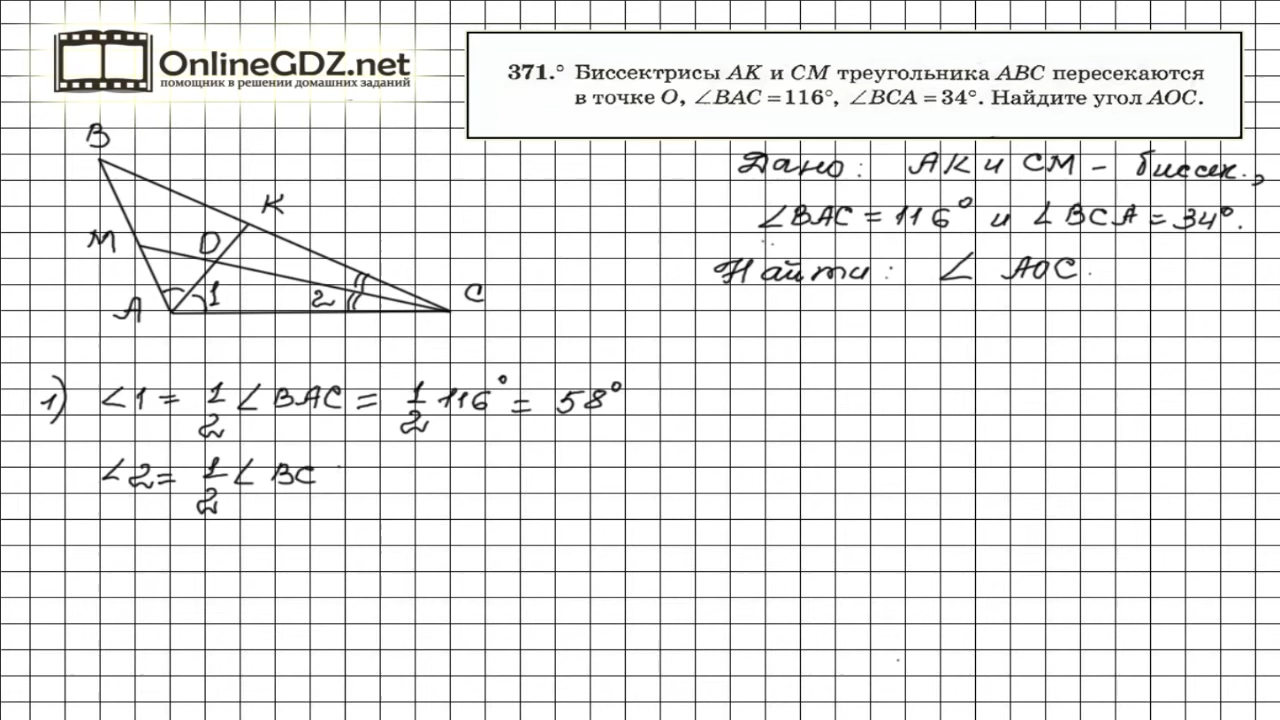 OnlineGDZ.net
помощник в решении домашних заданий
371.° Биссектрисы AK и CM треугольника ABC пересекаются
в точке O, ∠BAC = 116°, ∠BCA = 34°. Найдите угол AOC.
Дано: AK и CM – биссек.,
∠BAC = 116° и ∠BCA = 34°.
Найти: ∠ AOC.
B
K
M
O
A
1
2
C
1) ∠1 = 1/2 ∠BAC = 1/2 116° = 58°
∠2 = 1/2 ∠ BC